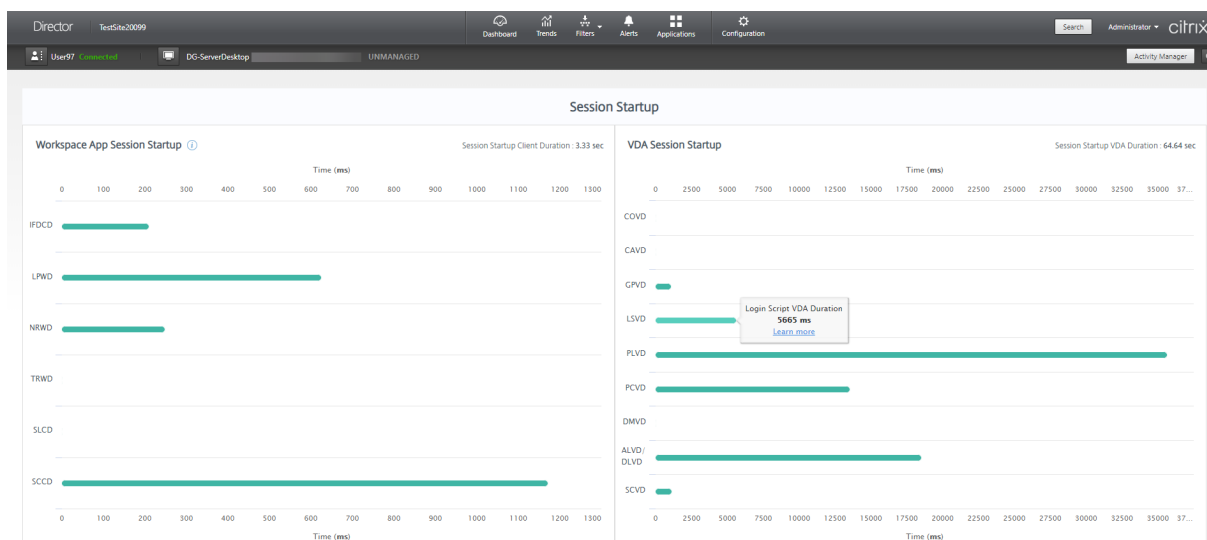 Director TestSite20099 Dashboard Trends Filters Alerts Applications Configuration Search Administrator citrix
User97 Connected DG-ServerDesktop UNMANAGED Activity Manager
Session Startup
Workspace App Session Startup Session Startup Client Duration : 3.33 sec
Time (ms)
0 100 200 300 400 500 600 700 800 900 1000 1100 1200 1300
IFDCD
LPWD
NRWD
TRWD
SLCD
SCCD
0 100 200 300 400 500 600 700 800 900 1000 1100 1200 1300
Time (ms)
VDA Session Startup Session Startup VDA Duration : 64.64 sec
Time (ms)
0 2500 5000 7500 10000 12500 15000 17500 20000 22500 25000 27500 30000 32500 35000 37...
COVD
CAVD
GPVD
LSVD
Login Script VDA Duration
5665 ms
Learn more
PLVD
PCVD
DMVD
ALVD/
DLVD
SCVD
0 2500 5000 7500 10000 12500 15000 17500 20000 22500 25000 27500 30000 32500 35000 37...
Time (ms)